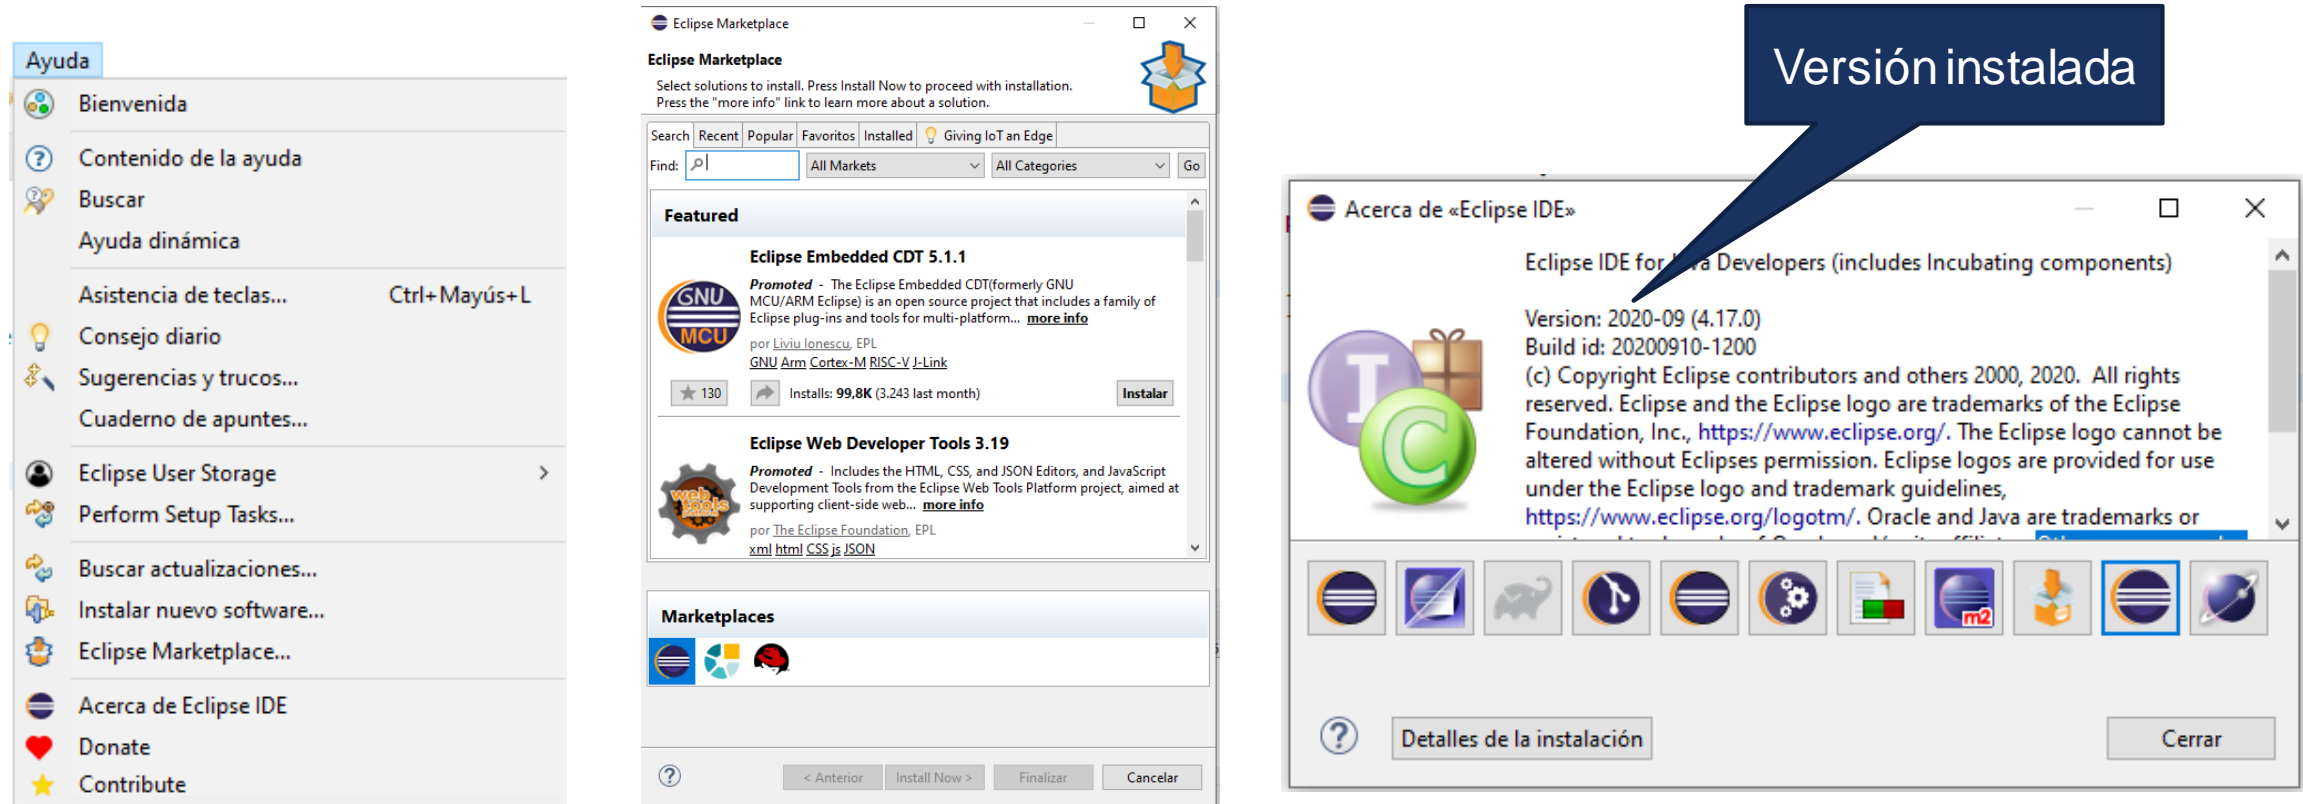 Ayuda
Bienvenida
Contenido de la ayuda
Buscar
Ayuda dinámica
Asistencia de teclas... Ctrl+Mayús+L
Consejo diario
Sugerencias y trucos...
Cuaderno de apuntes...
Eclipse User Storage
Perform Setup Tasks...
Buscar actualizaciones...
Instalar nuevo software...
Eclipse Marketplace...
Acerca de Eclipse IDE
Donate
Contribute
Eclipse Marketplace
Eclipse Marketplace
Select solutions to install. Press Install Now to proceed with installation.
Press the "more info" link to learn more about a solution.
Search Recent Popular Favoritos Installed Giving IoT an Edge
Find: All Markets All Categories Go
Featured
Eclipse Embedded CDT 5.1.1
GNU
MCU
Promoted - The Eclipse Embedded CDT(formerly GNU
MCU/ARM Eclipse) is an open source project that includes a family of
Eclipse plug-ins and tools for multi-platform... more info
por Liviu Ionescu, EPL
GNU Arm Cortex-M RISC-V J-Link
130 Installs: 99,8K (3.243 last month) Instalar
Eclipse Web Developer Tools 3.19
web
tools
Promoted - Includes the HTML, CSS, and JSON Editors, and JavaScript
Development Tools from the Eclipse Web Tools Platform project, aimed at
supporting client-side web... more info
por The Eclipse Foundation, EPL
xml html CSS js JSON
Marketplaces
< Anterior Install Now > Finalizar Cancelar
Versión instalada
Acerca de «Eclipse IDE»
Eclipse IDE for Developers (includes Incubating components)
Version: 2020-09 (4.17.0)
Build id: 20200910-1200
(c) Copyright Eclipse contributors and others 2000, 2020. All rights
reserved. Eclipse and the Eclipse logo are trademarks of the Eclipse
Foundation, Inc., https://www.eclipse.org/. The Eclipse logo cannot be
altered without Eclipses permission. Eclipse logos are provided for use
under the Eclipse logo and trademark guidelines,
https://www.eclipse.org/logotm/. Oracle and Java are trademarks or
I
C
m2
Detalles de la instalación Cerrar